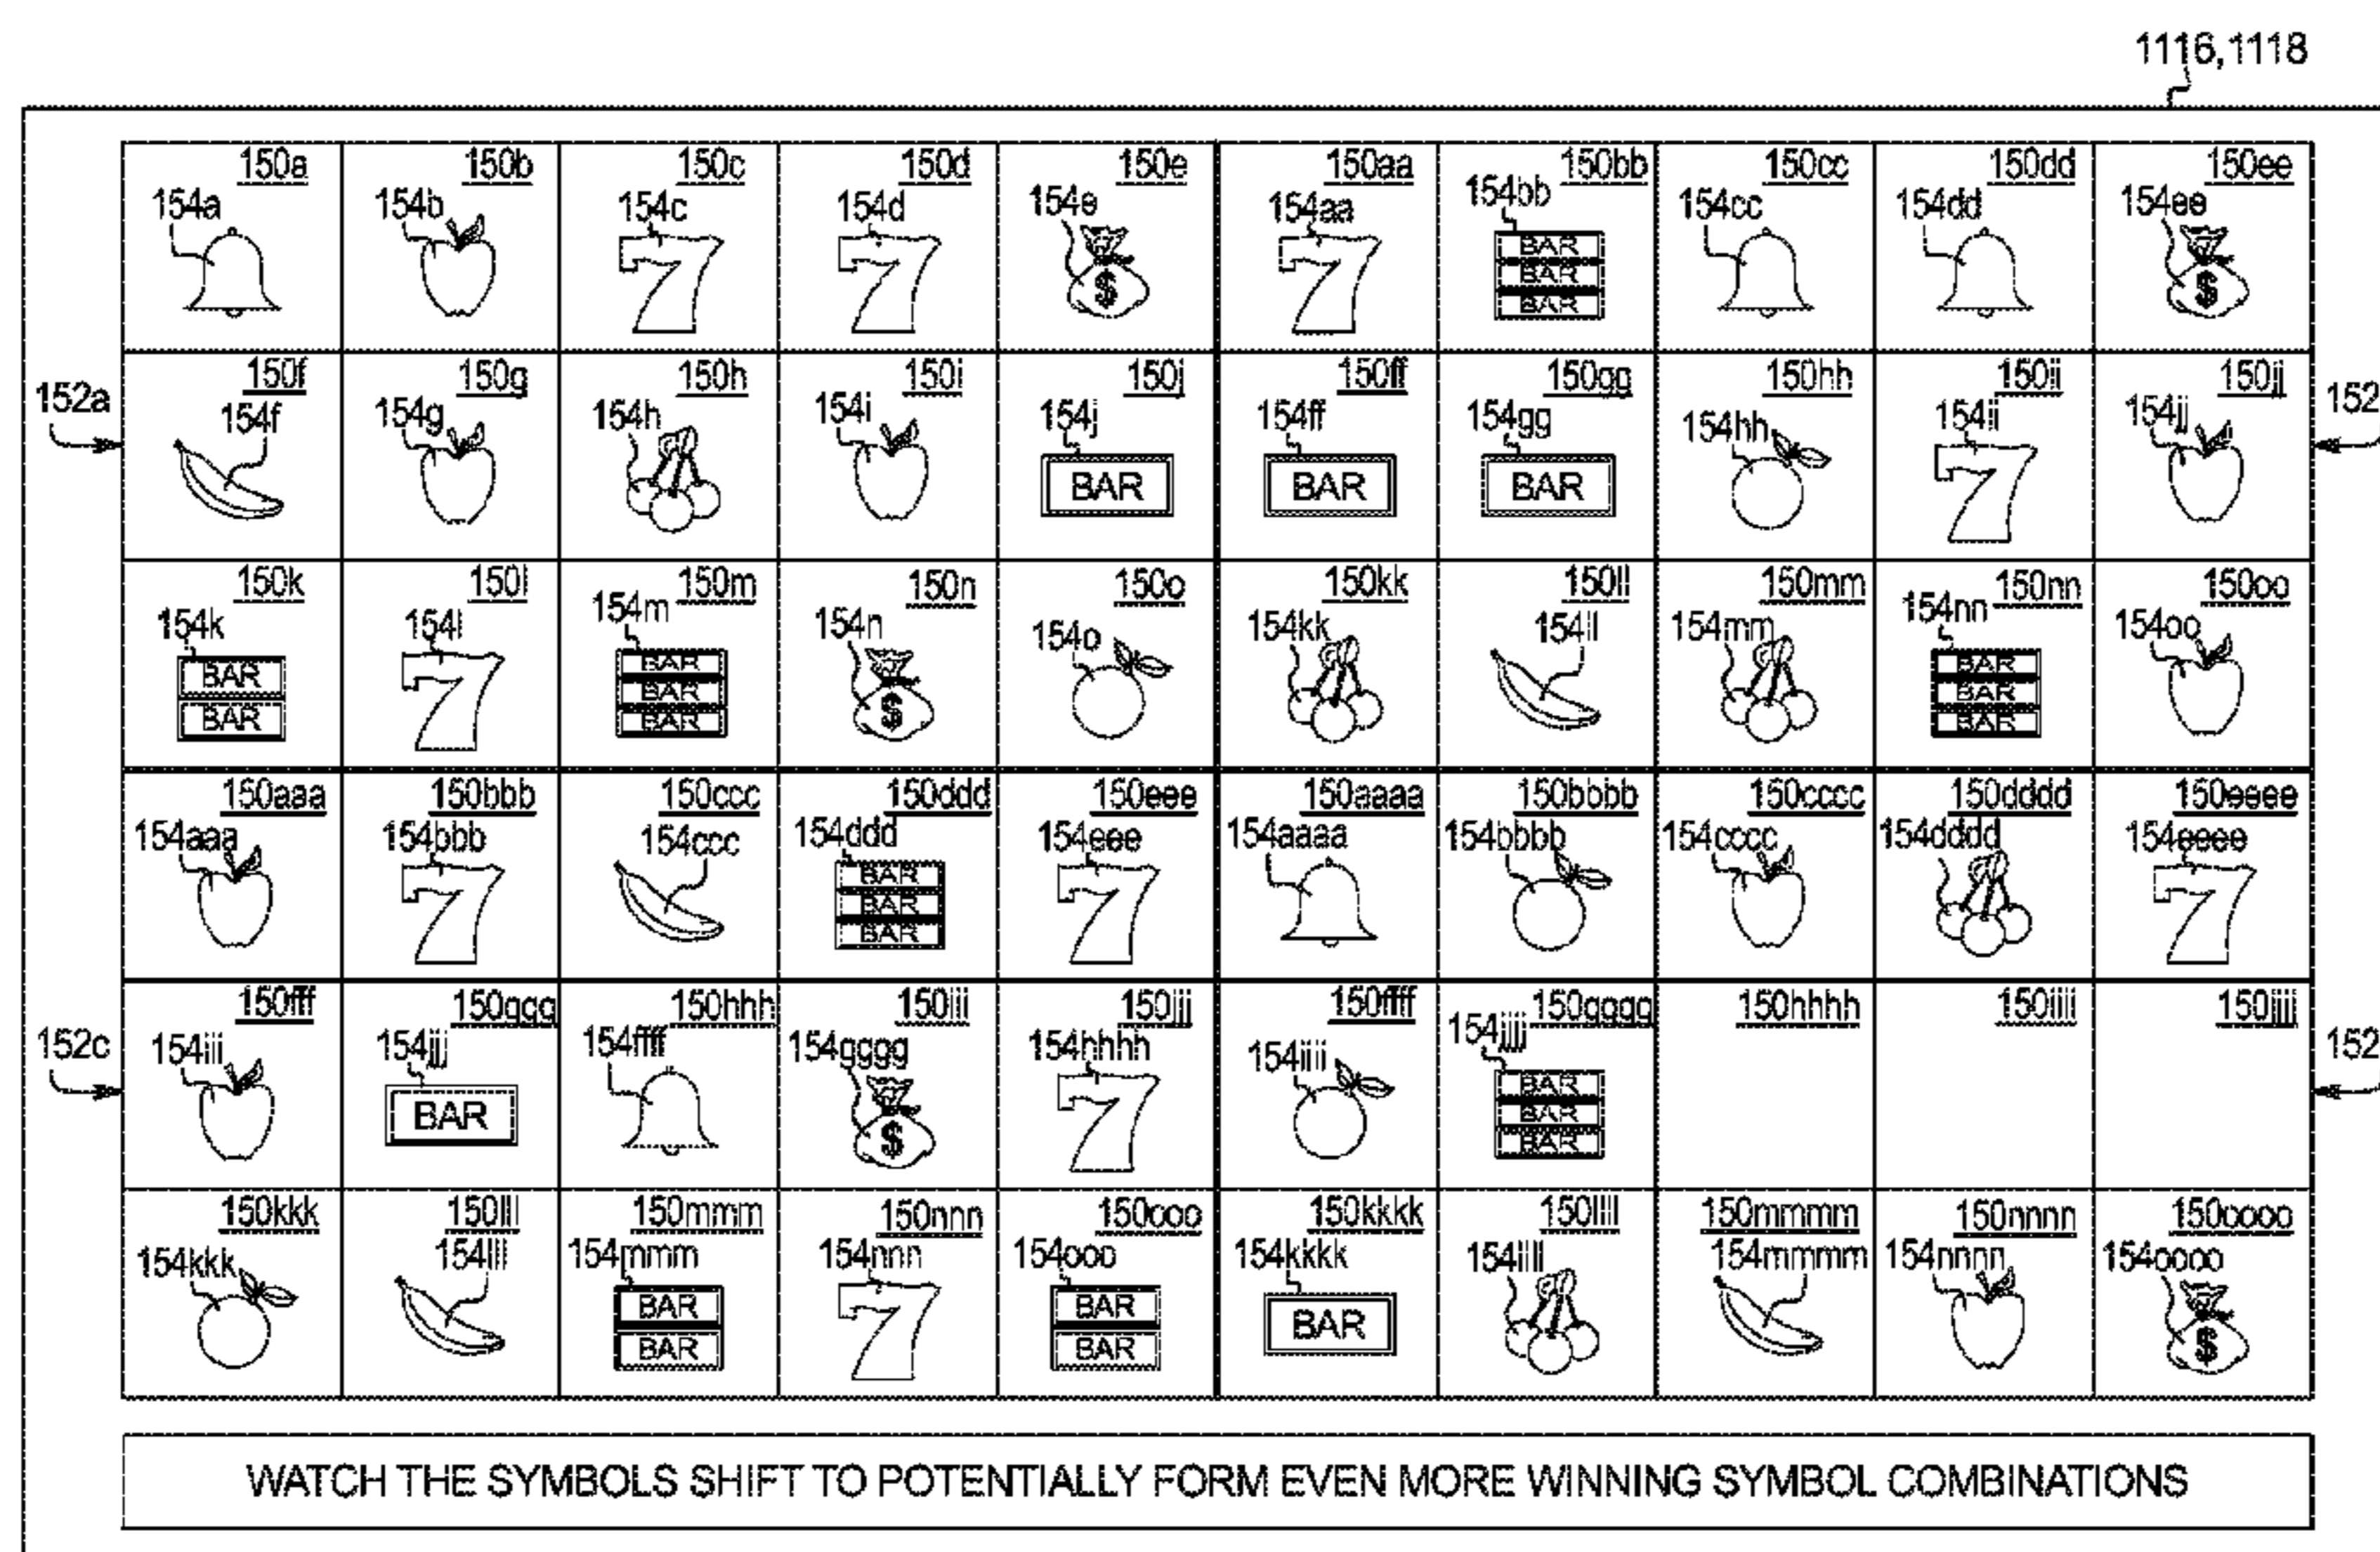 1116,1118
150a 150b 150c 150d 150e 150aa 150bb 150cc 150dd 150ee
154a 154b 154c 154d 154e 154aa 154bb 154cc 154dd 154ee
BAR
BAR
BAR
$ $
150f 150g 150h 150i 150j 150ff 150gg 150hh 150ii 150jj
152a 154f 154g 154h 154i 154j 154ff 154gg 154hh 154ii 154jj 152
BAR BAR BAR
150k 150l 150m 150n 150o 150kk 150ll 150mm 150nn 150oo
154k 154l 154m 154n 154o 154kk 154ll 154mm 154nn 154oo
BAR BAR BAR
BAR BAR BAR
BAR BAR
$
150aaa 150bbb 150ccc 150ddd 150eee 150aaaa 150bbbb 150cccc 150dddd 150eeee
154aaa 154bbb 154ccc 154ddd 154eee 154aaaa 154bbbb 154cccc 154dddd 154eeee
BAR
BAR
BAR
150fff 150ggg 150hhh 150iii 150jjj 150ffff 150gggg 150hhhh 150iiii 150jjjj
152c 154iii 154jjj 154ffff 154gggg 154hhhh 154iiii 154jjjj 152
BAR BAR
BAR
BAR
$
150kkk 150lll 150mmm 150nnn 150ooo 150kkkk 150llll 150mmmm 150nnnn 150oooo
154kkk 154lll 154mmm 154nnn 154ooo 154kkkk 154llll 154mmmm 154nnnn 154oooo
BAR BAR BAR
BAR BAR
$
WATCH THE SYMBOLS SHIFT TO POTENTIALLY FORM EVEN MORE WINNING SYMBOL COMBINATIONS